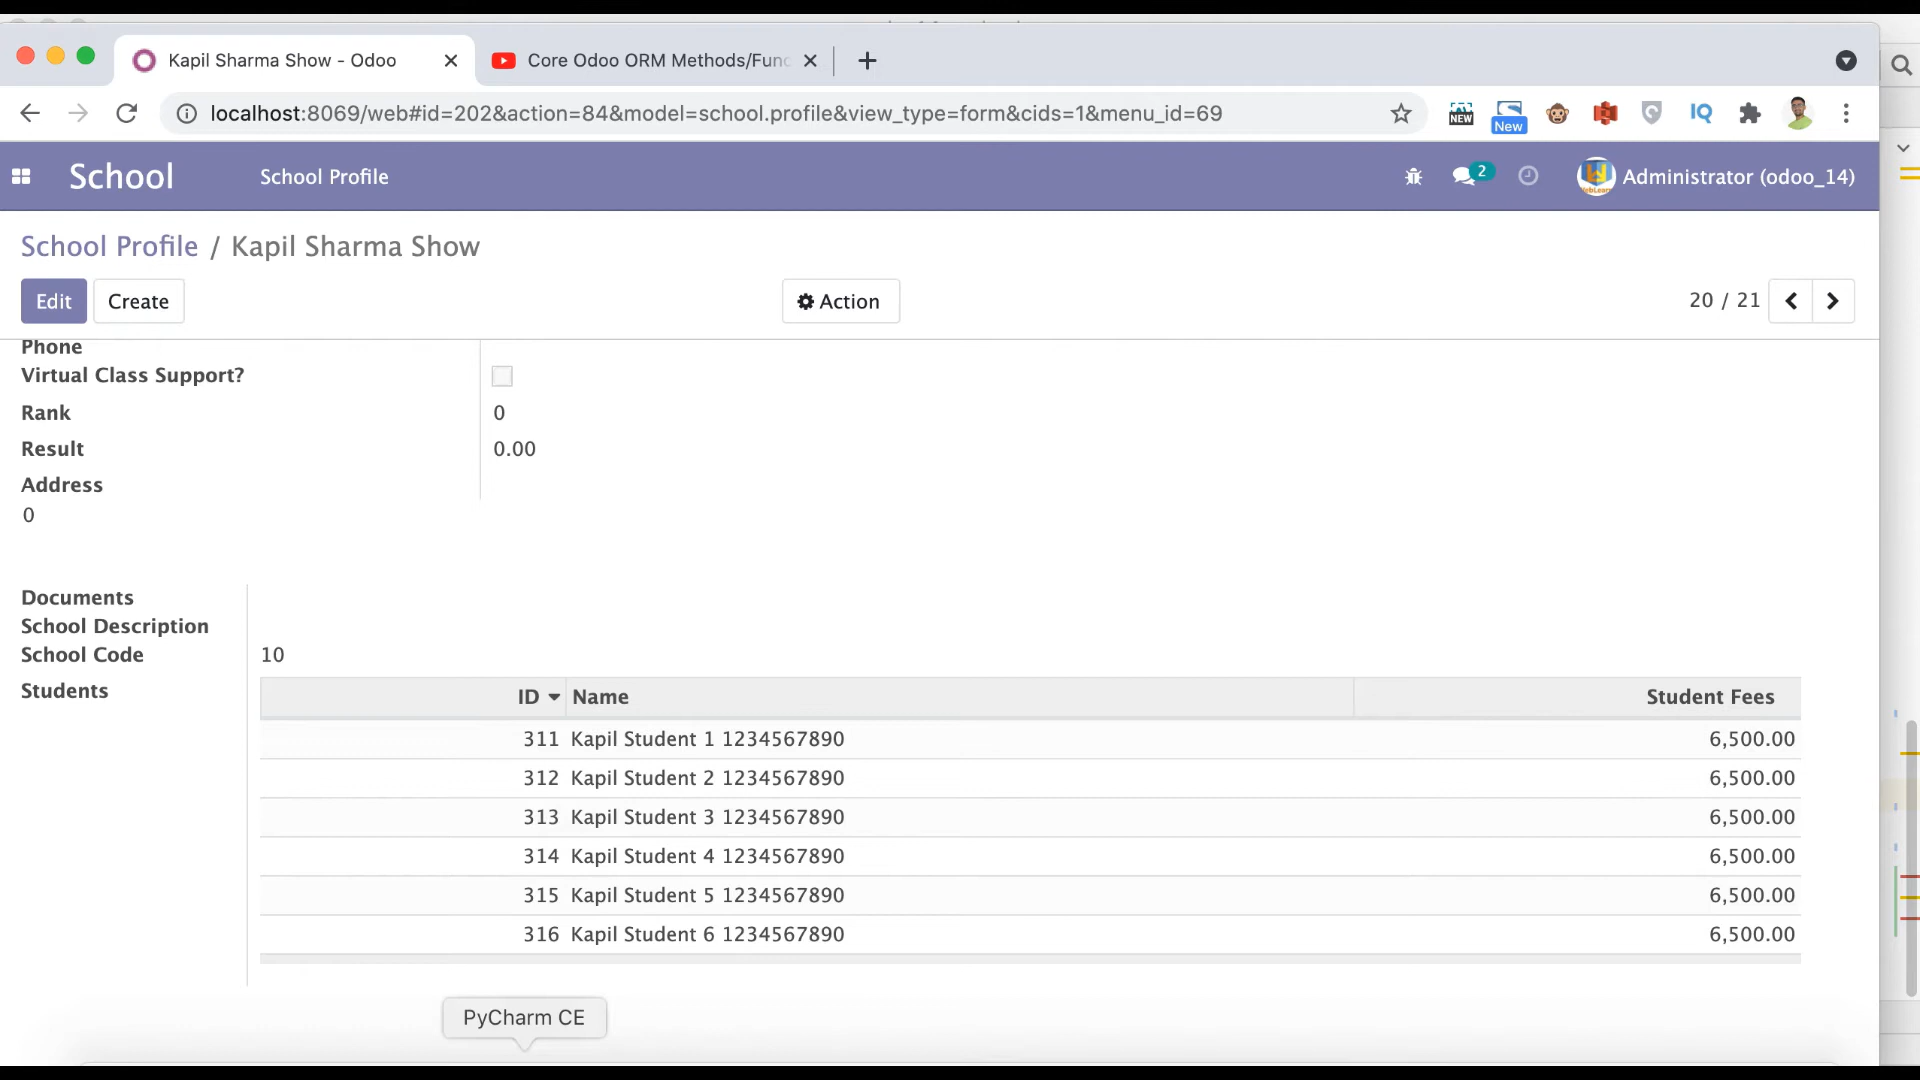 Kapil Sharma Show - Odoo
Core Odoo ORM Methods/Fun
localhost:8069/web#id=202&action=84&model=school.profile&view_type=form&cids=1&menu_id=69
NEW
New
IQ
School
School Profile
2
Administrator (odoo_14)
School Profile / Kapil Sharma Show
Edit
Create
Action
20 / 21
Phone
Virtual Class Support?
Rank
0
Result
0.00
Address
0
Documents
School Description
School Code
10
Students
ID Name Student Fees
311 Kapil Student 1 1234567890 6,500.00
312 Kapil Student 2 1234567890 6,500.00
313 Kapil Student 3 1234567890 6,500.00
314 Kapil Student 4 1234567890 6,500.00
315 Kapil Student 5 1234567890 6,500.00
316 Kapil Student 6 1234567890 6,500.00
PyCharm CE